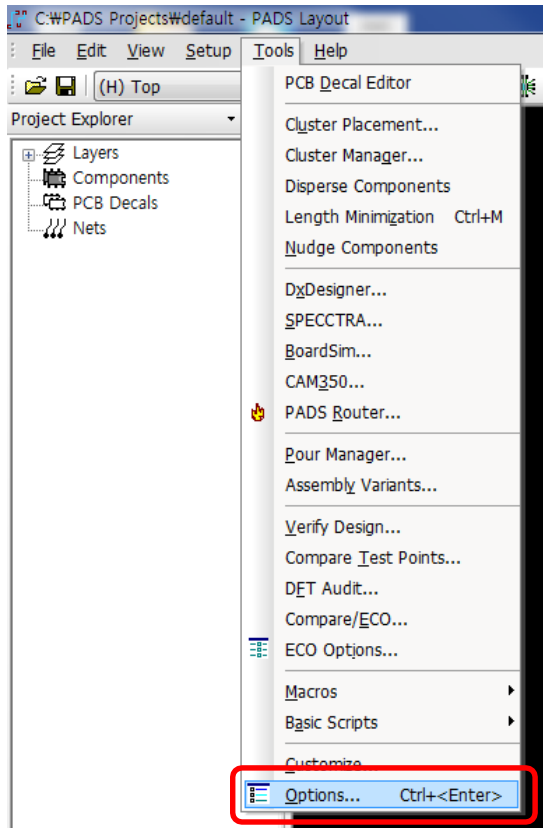 C:₩PADS Projects₩default - PADS Layout
File Edit View Setup Tools Help
(H) Top
Project Explorer
Layers
Components
PCB Decals
Nets
PCB Decal Editor
Cluster Placement...
Cluster Manager...
Disperse Components
Length Minimization Ctrl+M
Nudge Components
DxDesigner...
SPECCTRA...
BoardSim...
CAM350...
PADS Router...
Pour Manager...
Assembly Variants...
Verify Design...
Compare Test Points...
DFT Audit...
Compare/ECO...
ECO Options...
Macros
Basic Scripts
Customize...
Options... Ctrl+<Enter>